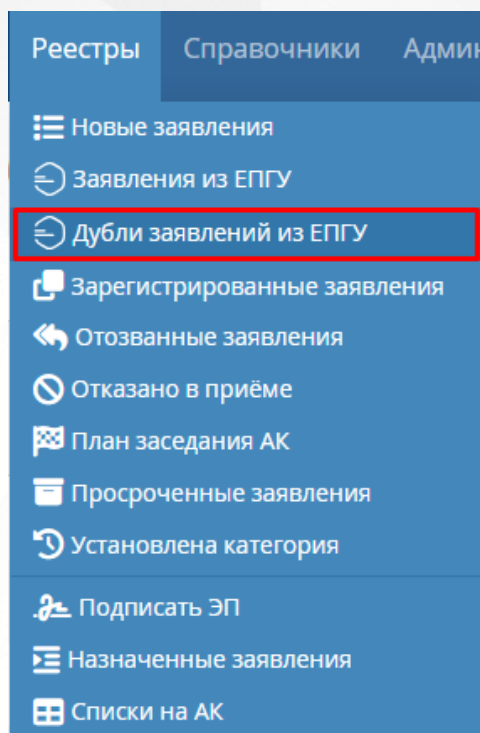 Реестры Справочники Админ
Новые заявления
Заявления из ЕПГУ
Дубли заявлений из ЕПГУ
Зарегистрированные заявления
Отозванные заявления
Отказано в приёме
План заседания АК
Просроченные заявления
Установлена категория
Подписать ЭП
Назначенные заявления
Списки на АК